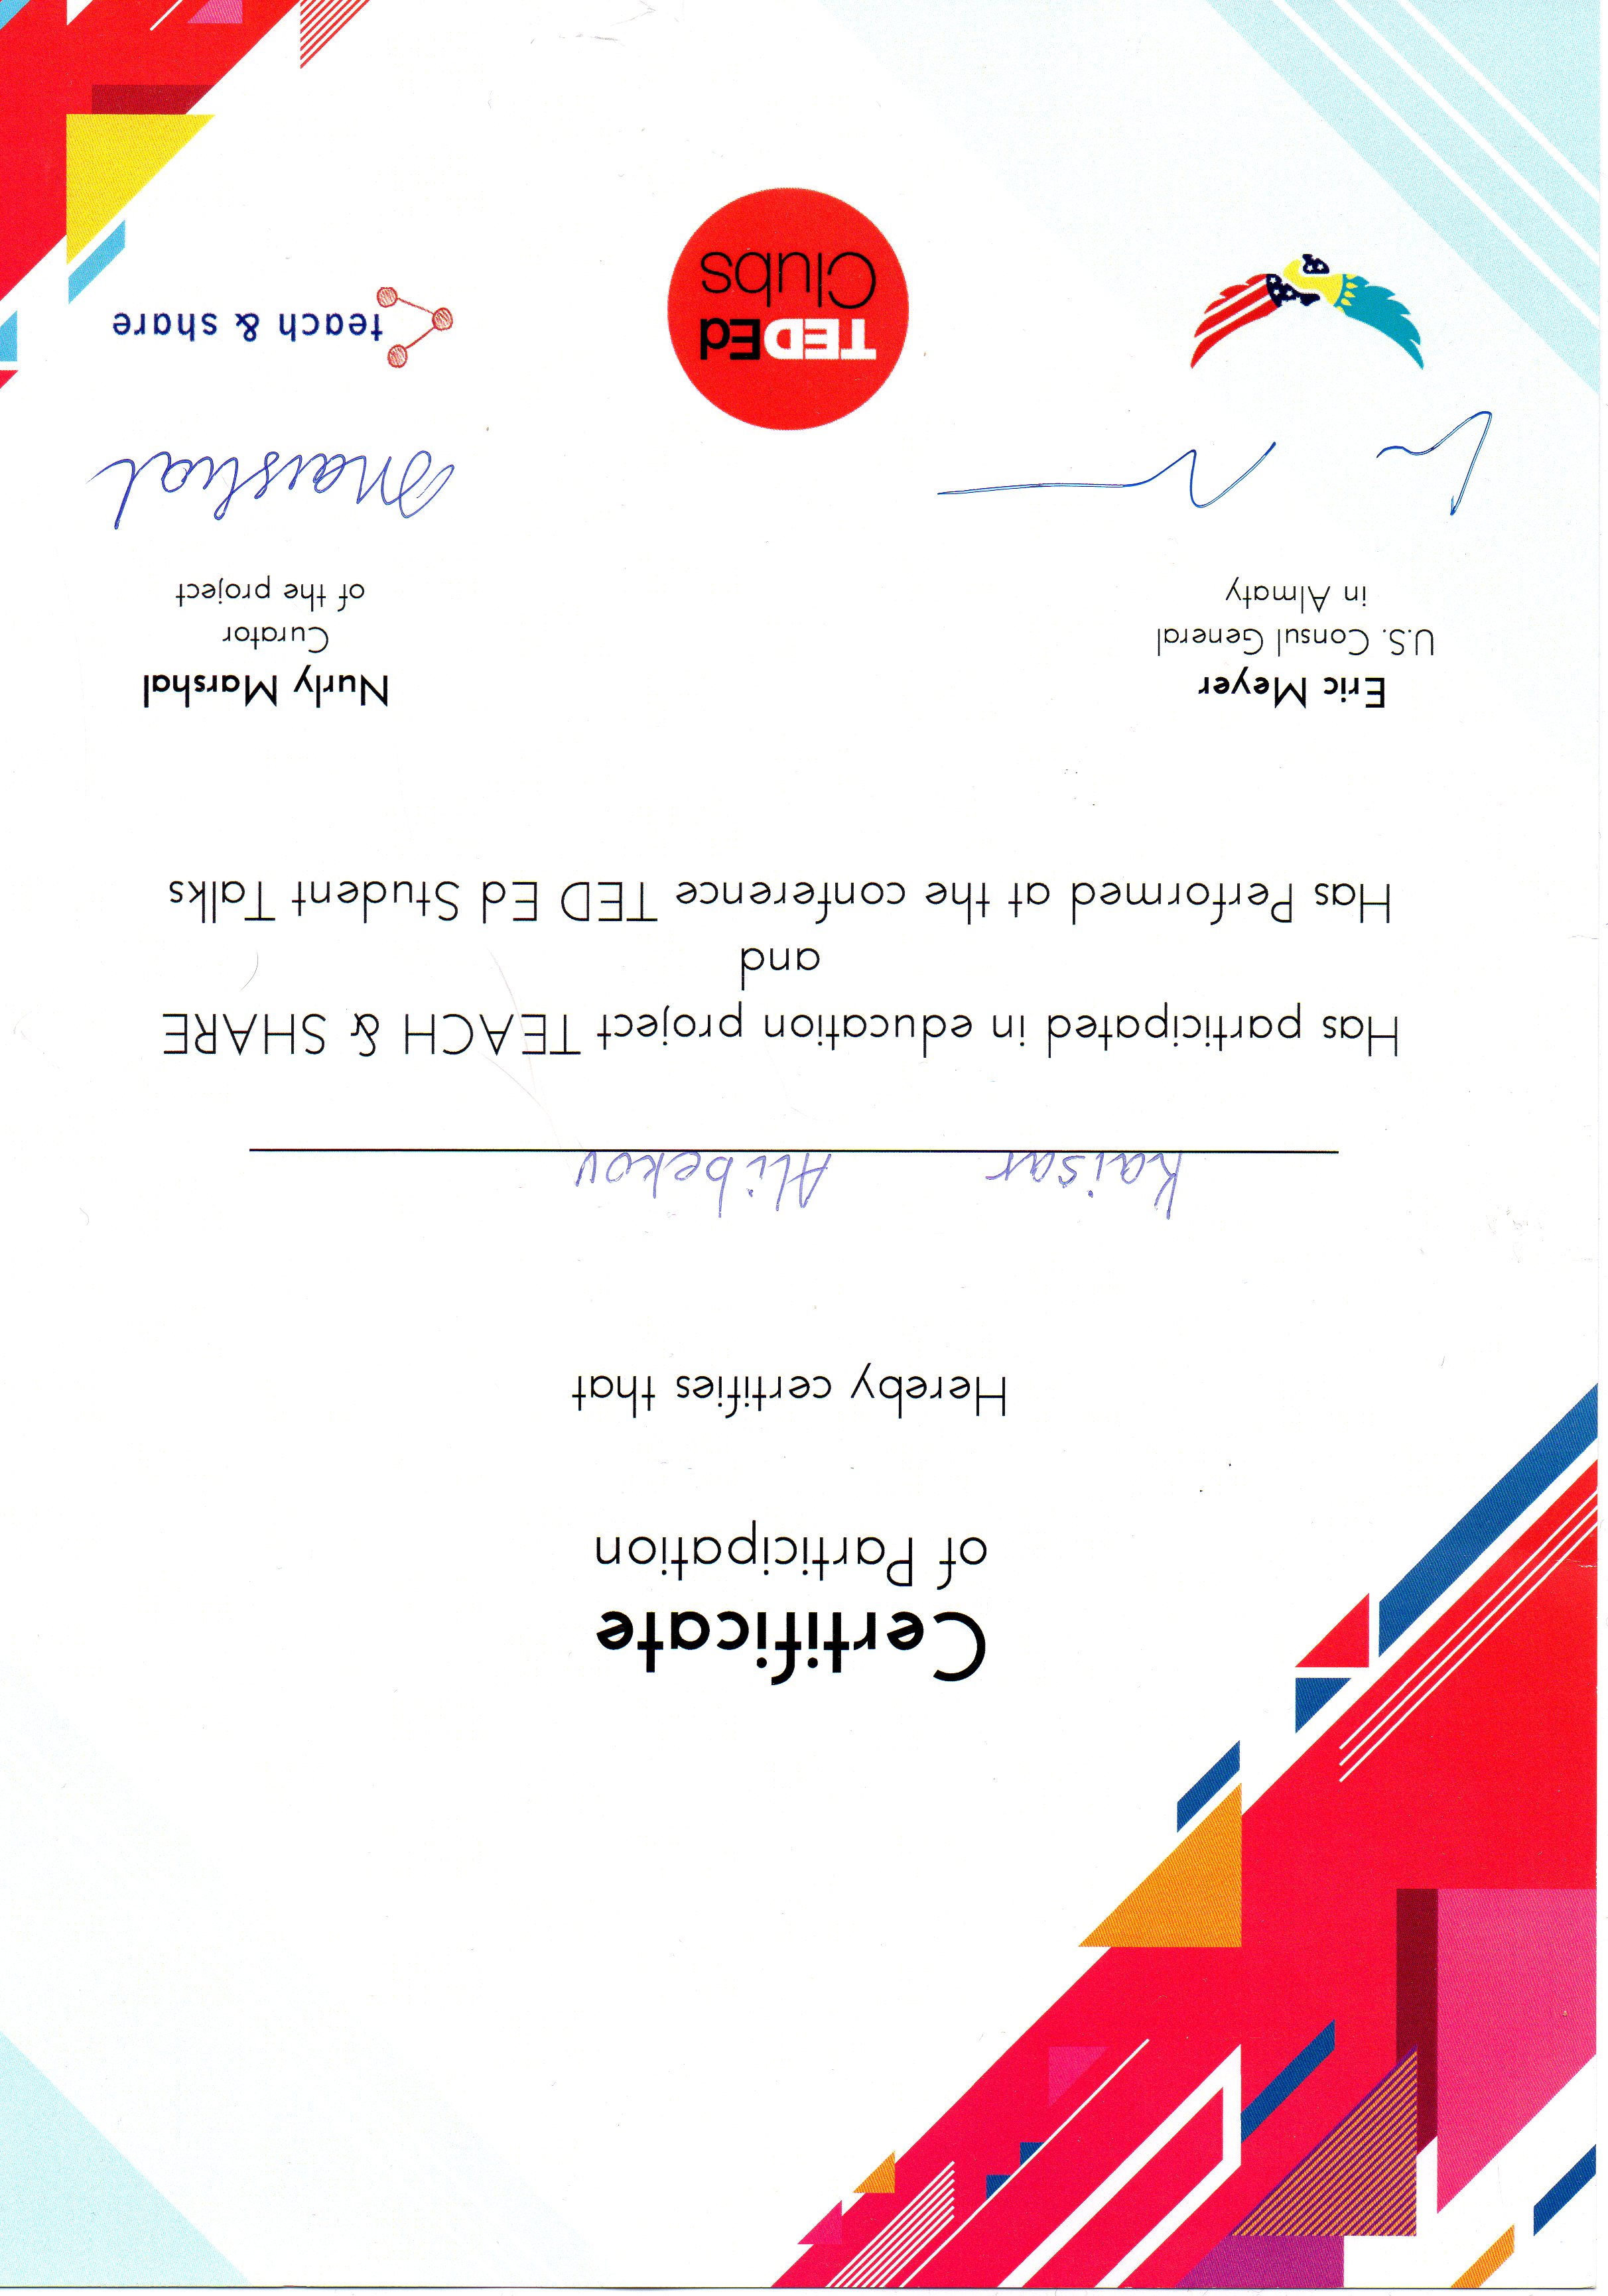 Certificate
of Participation
Hereby certifies that
Kaisar Alibekov
Has participated in education project TEACH & SHARE
and
Has Performed at the conference TED Ed Student Talks
Eric Meyer
U.S. Consul General
in Almaty
Nurly Marshal
Curator
of the project
Marshal
TEDEd
Clubs
teach & share